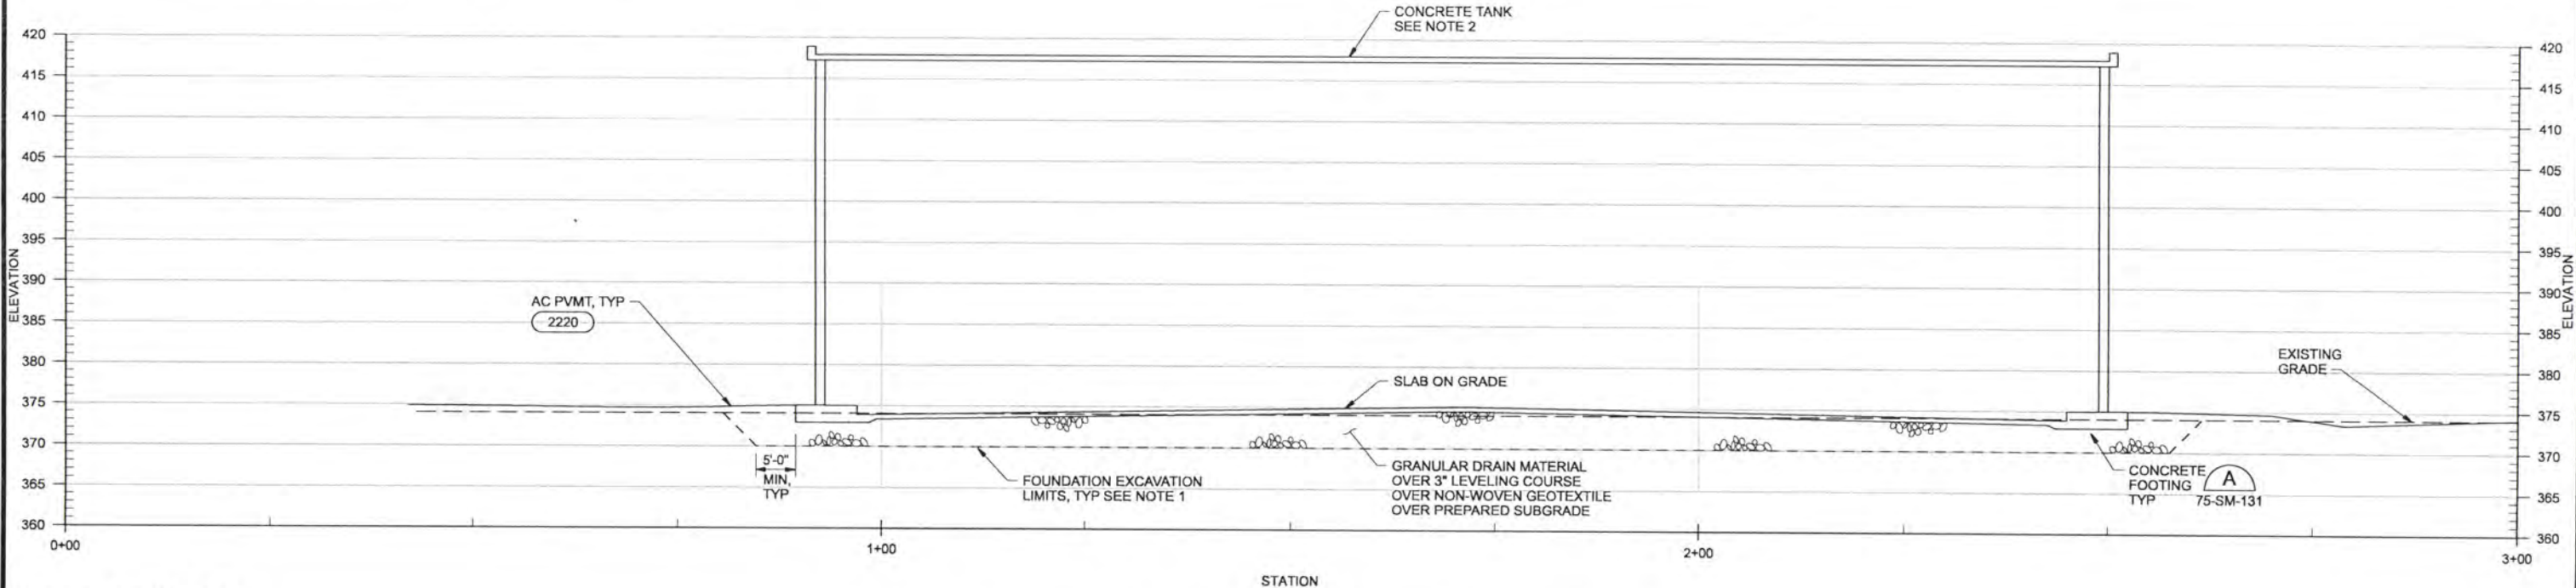 CONCRETE TANK
SEE NOTE 2
420
415
410
405
400
395
390
385
380
375
370
365
360
ELEVATION
420
415
410
405
400
395
390
385
380
375
370
365
360
ELEVATION
AC PVMT, TYP
2220
EXISTING
GRADE
SLAB ON GRADE
5'-0"
MIN,
TYP
FOUNDATION EXCAVATION
LIMITS, TYP SEE NOTE 1
GRANULAR DRAIN MATERIAL
OVER 3" LEVELING COURSE
OVER NON-WOVEN GEOTEXTILE
OVER PREPARED SUBGRADE
CONCRETE
FOOTING
TYP
A
75-SM-131
0+00
1+00
2+00
3+00
STATION